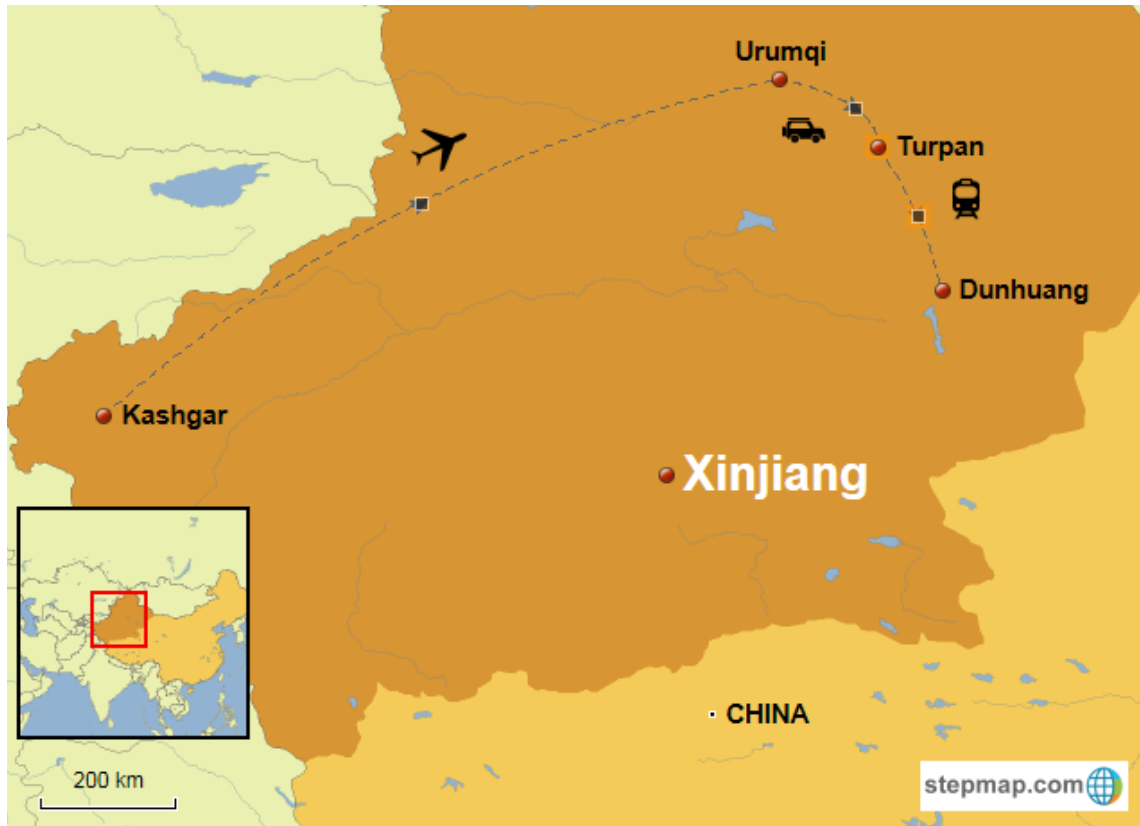 Urumqi
Turpan
Dunhuang
Kashgar
Xinjiang
CHINA
200 km
stepmap.com